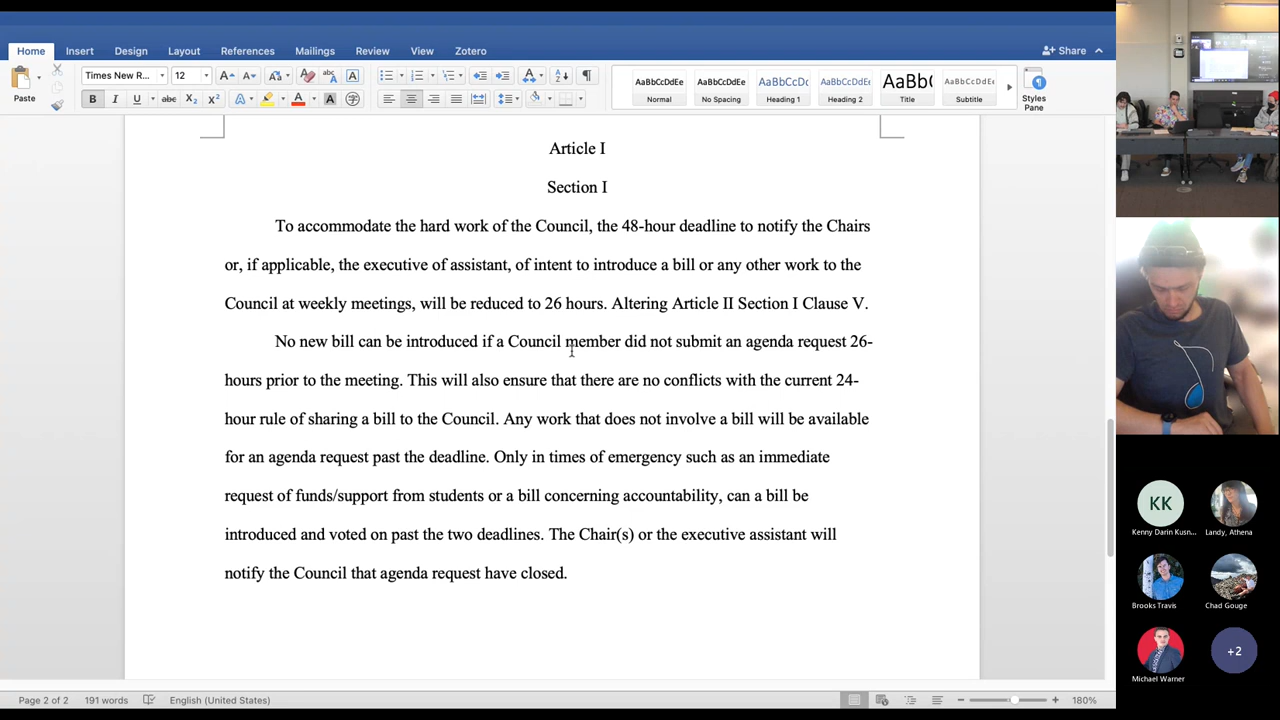 Home Insert Design Layout References Mailings Review View Zotero Share
Times New R... 12
Paste
AaBbCcDdEe AaBbCcDdEe AaBbCcDc AaBbCcDdEe AaBb( AaBbCcDdEe
Normal No Spacing Heading 1 Heading 2 Title Subtitle
Styles
Pane
Article I
Section I
To accommodate the hard work of the Council, the 48-hour deadline to notify the Chairs
or, if applicable, the executive of assistant, of intent to introduce a bill or any other work to the
Council at weekly meetings, will be reduced to 26 hours. Altering Article II Section I Clause V.
No new bill can be introduced if a Council member did not submit an agenda request 26-
hours prior to the meeting. This will also ensure that there are no conflicts with the current 24-
hour rule of sharing a bill to the Council. Any work that does not involve a bill will be available
for an agenda request past the deadline. Only in times of emergency such as an immediate
request of funds/support from students or a bill concerning accountability, can a bill be
introduced and voted on past the two deadlines. The Chair(s) or the executive assistant will
notify the Council that agenda request have closed.
Page 2 of 2 191 words English (United States) 180%
KK
Kenny Darin Kusn... Landy, Athena
Brooks Travis Chad Gouge
+2
Michael Warner